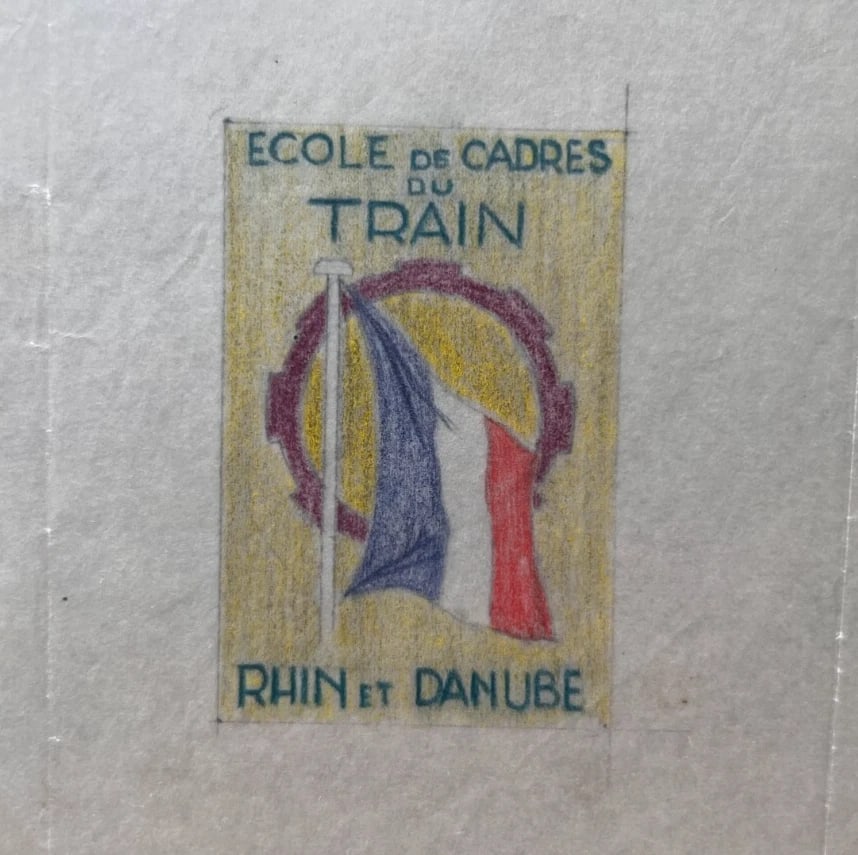 ECOLE DE CADRES
DU
TRAIN
RHIN ET DANUBE